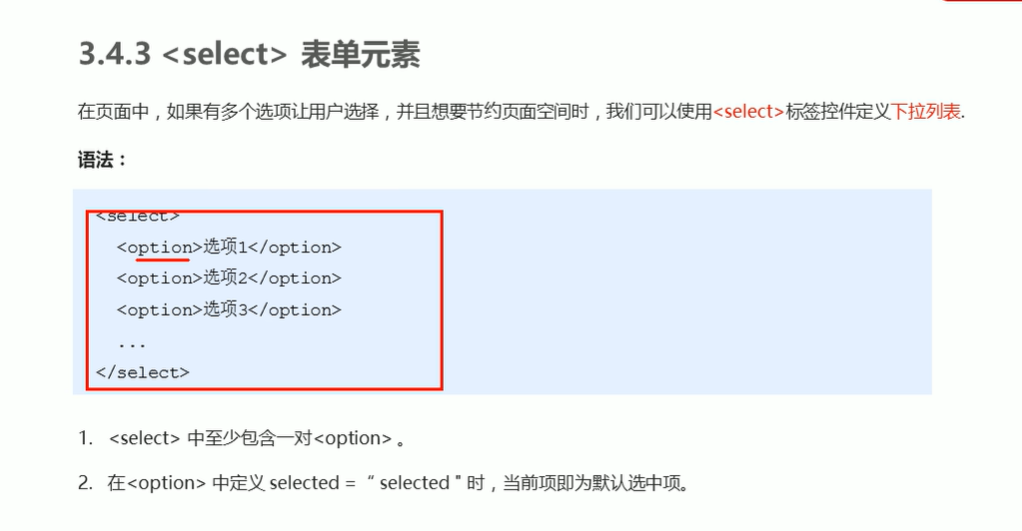 3.4.3 <select> 表单元素
在页面中，如果有多个选项让用户选择，并且想要节约页面空间时，我们可以使用<select>标签控件定义下拉列表.
语法：
<select>
<option>选项1</option>
<option>选项2</option>
<option>选项3</option>
...
</select>
1. <select> 中至少包含一对<option> 。
2. 在<option> 中定义 selected = “ selected " 时，当前项即为默认选中项。